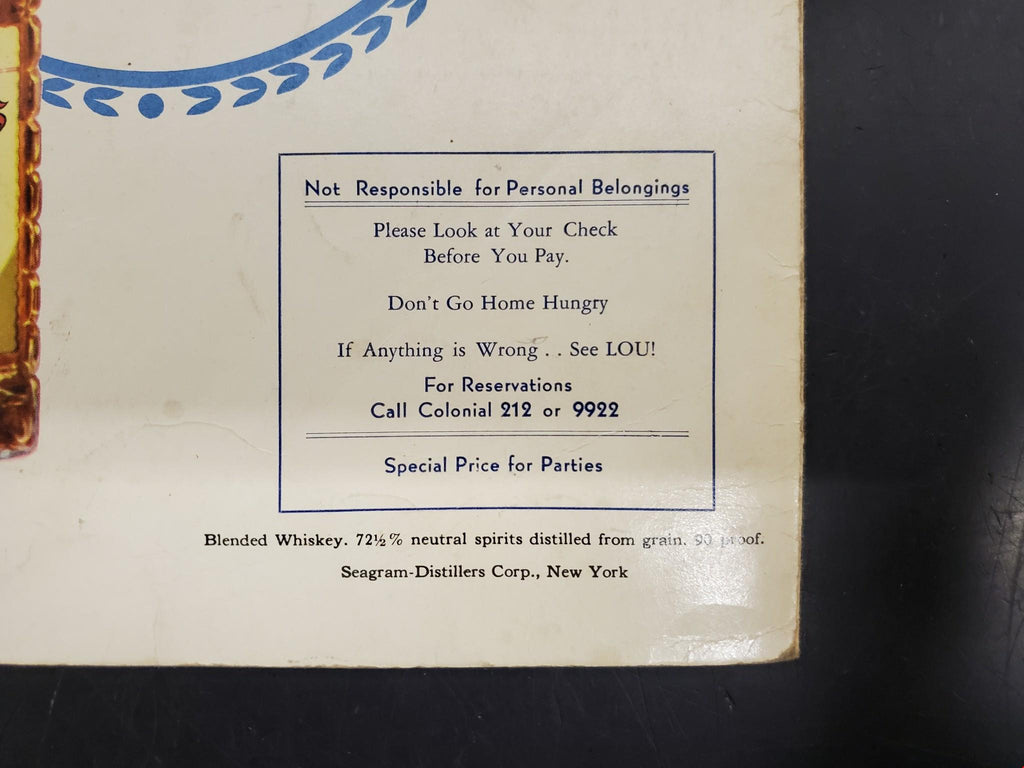 Not Responsible for Personal Belongings
Please Look at Your Check
Before You Pay.
Don't Go Home Hungry
If Anything is Wrong . . See LOU!
For Reservations
Call Colonial 212 or 9922
Special Price for Parties
Blended Whiskey. 72½% neutral spirits distilled from grain. 90 proof.
Seagram-Distillers Corp., New York